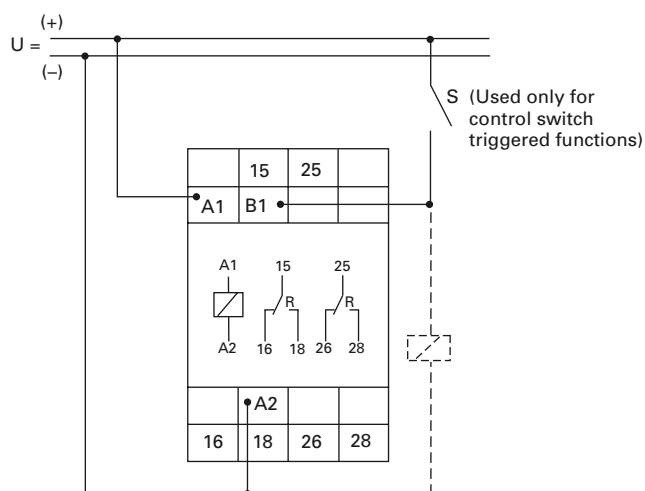 (+)
U =
(–)
S (Used only for
control switch
triggered functions)
15 25
A1 B1
A1 15 25
R R
A2 16 18 26 28
A2
16 18 26 28